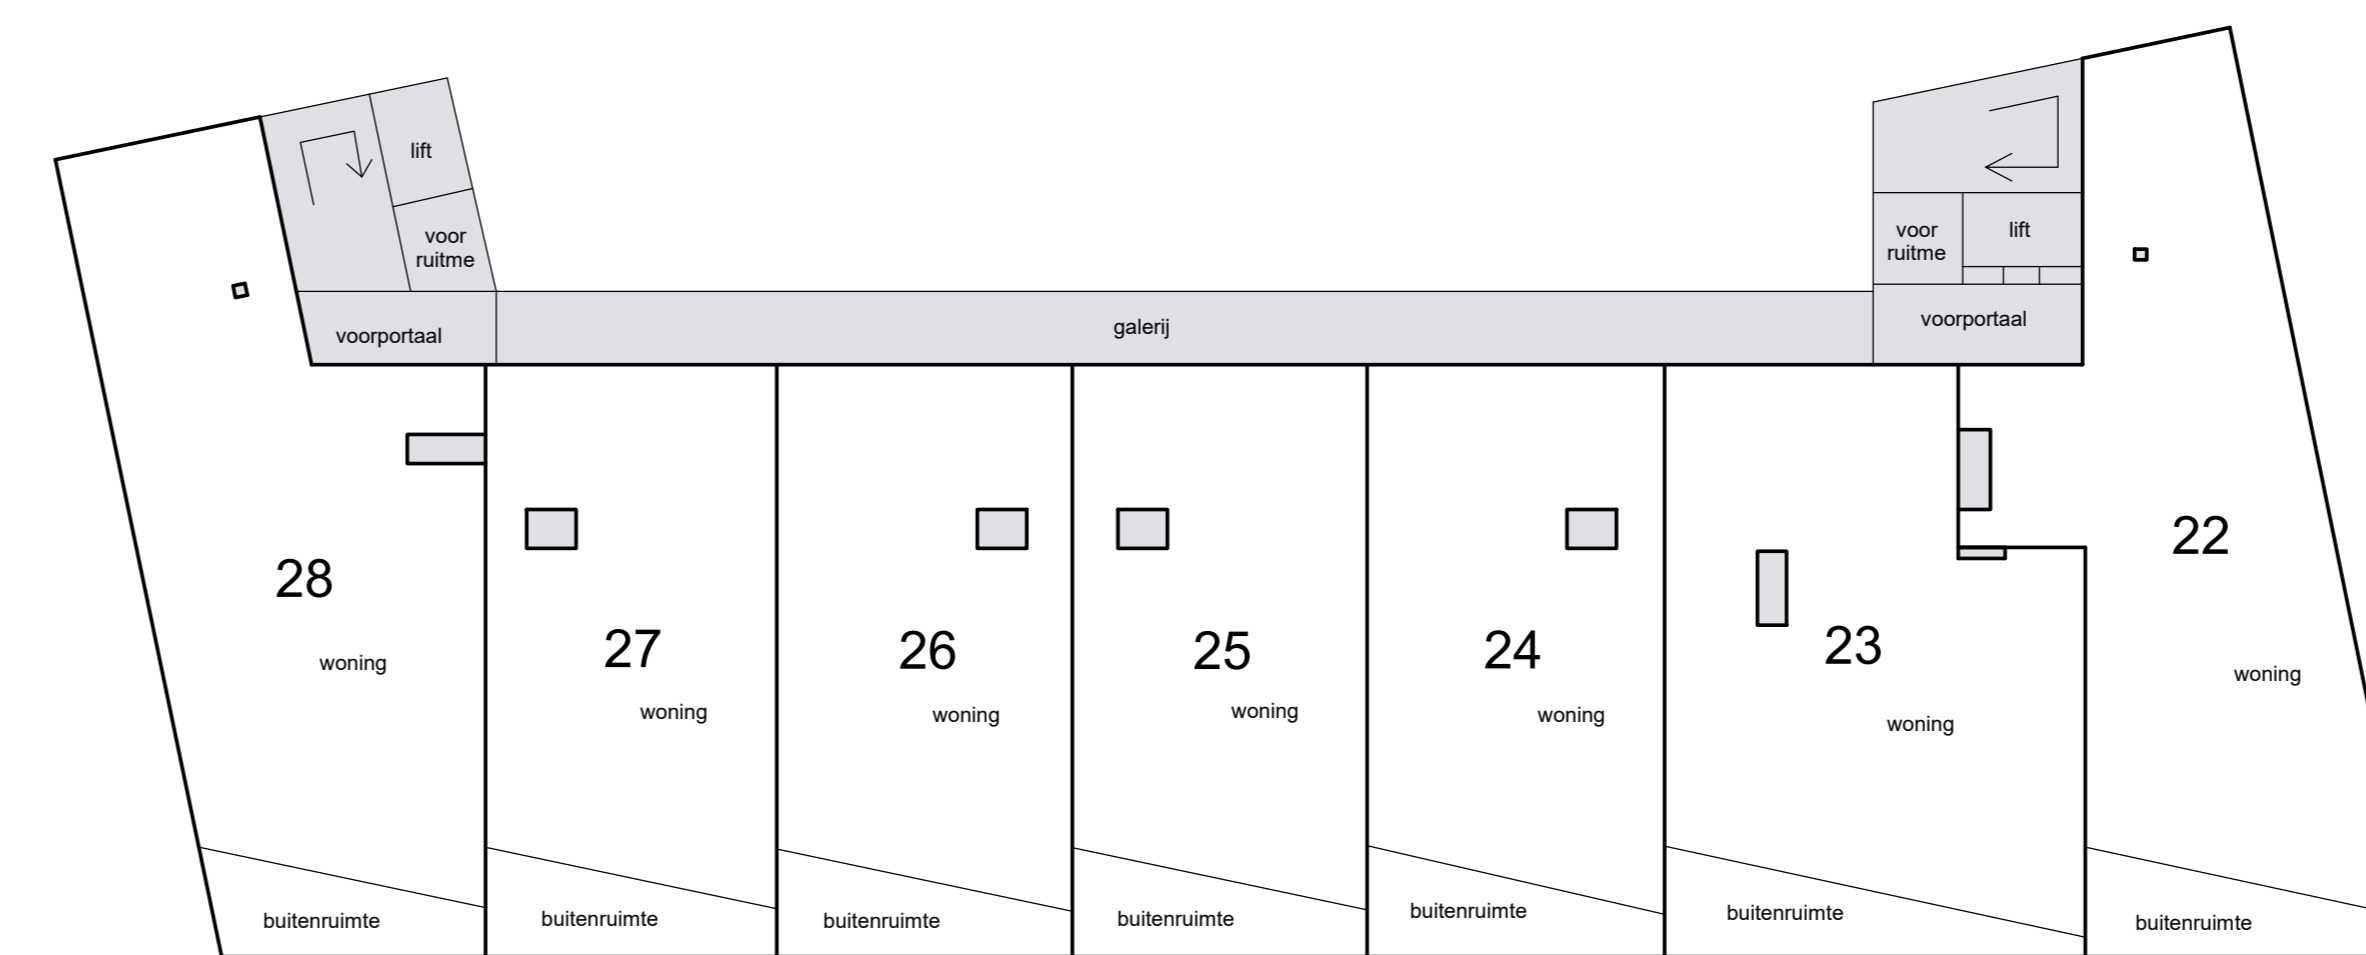 lift
voor
ruitme
voor
ruitme
lift
voorportaal
galerij
voorportaal
28
27
26
25
24
23
22
woning
woning
woning
woning
woning
woning
woning
buitenruimte
buitenruimte
buitenruimte
buitenruimte
buitenruimte
buitenruimte
buitenruimte